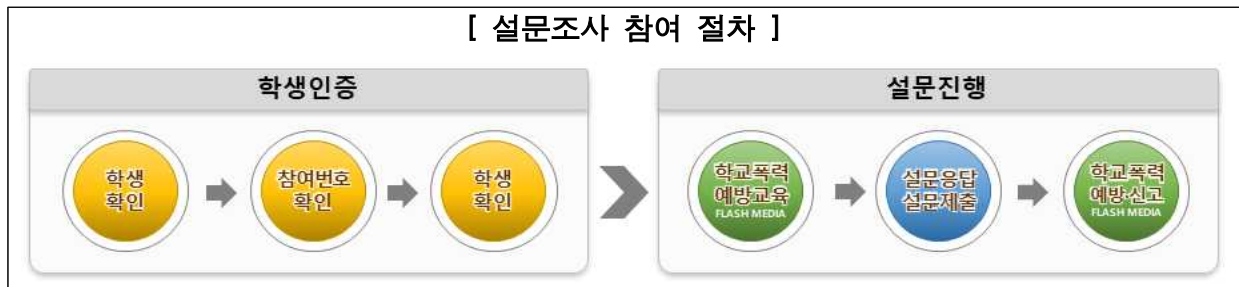 [ 설문조사 참여 절차 ]
학생인증
학생
확인
참여번호
확인
학생
확인
설문진행
학교폭력
예방교육
FLASH MEDIA
설문응답
설문제출
학교폭력
예방·신고
FLASH MEDIA